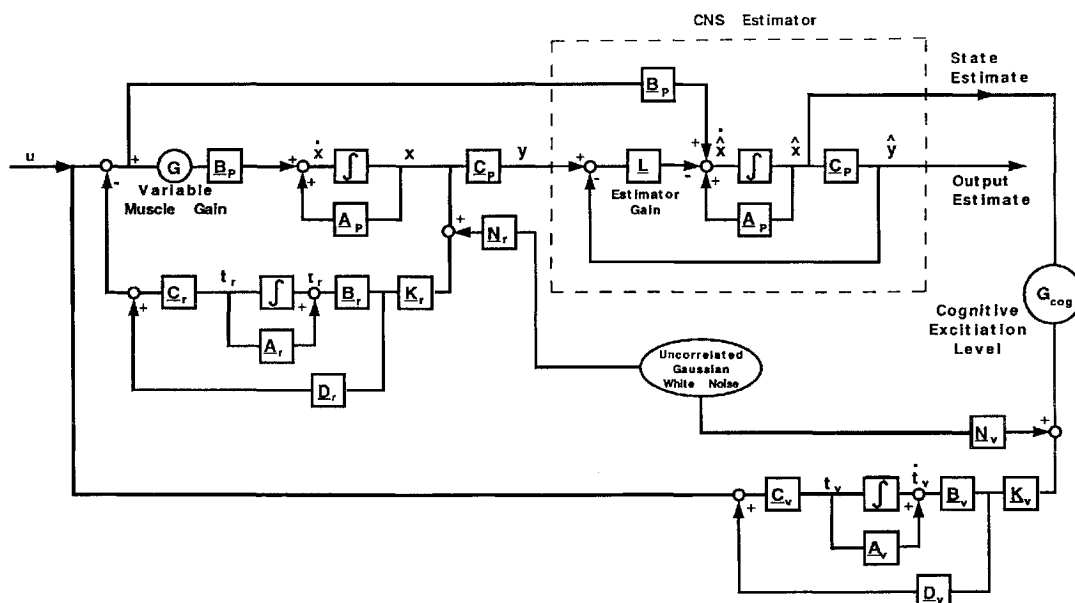 CNS Estimator
State
Estimate
B_P
u
+
-
G
B_P
+
ẋ
+
∫
x
C_P
y
+
-
L
-
+
ẋ̂
+
∫
x̂
C_P
ŷ
Variable
Muscle Gain
Estimator
Gain
Output
Estimate
A_P
A_P
+
N_r
C_r
t_r
∫
ṫ_r
+
B_r
K_r
+
A_r
G_cog
Cognitive
Excitiation
Level
Uncorrelated
Gaussian
White Noise
D_r
N_v
+
C_v
t_v
∫
ṫ_v
+
B_v
K_v
+
A_v
D_v